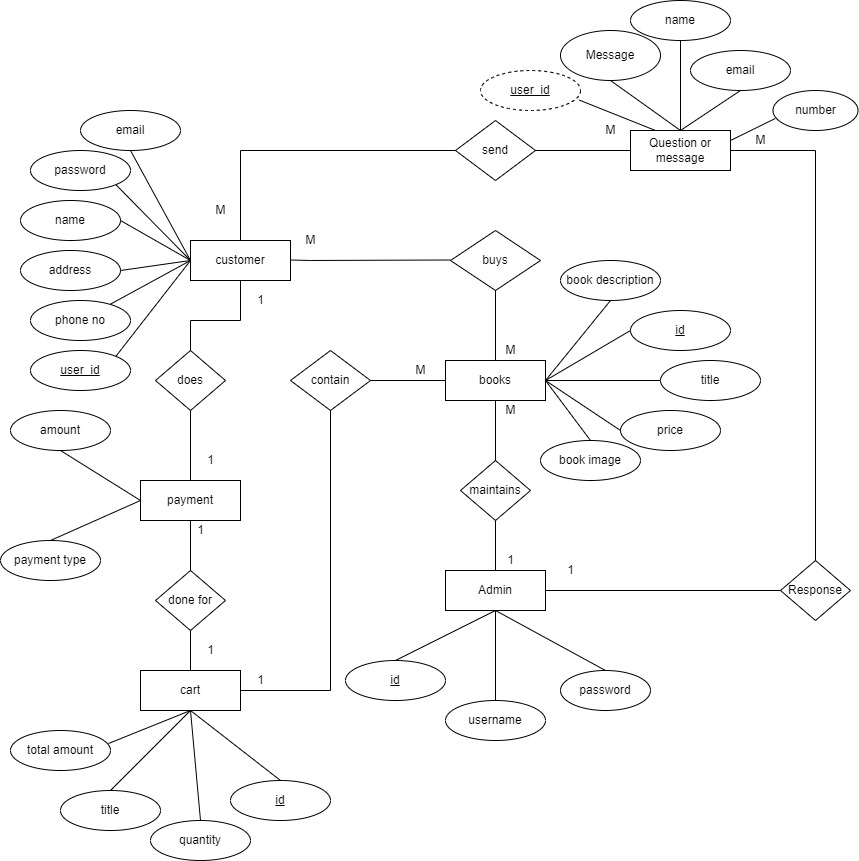 name
Message
email
user_id
number
email
M
Question or
message
M
send
password
M
name
M
customer
buys
address
book description
1
phone no
id
M
user_id
does
contain
M
books
title
M
amount
price
1
book image
maintains
payment
1
payment type
1
1
done for
Admin
Response
1
1
id
cart
password
username
total amount
id
title
quantity